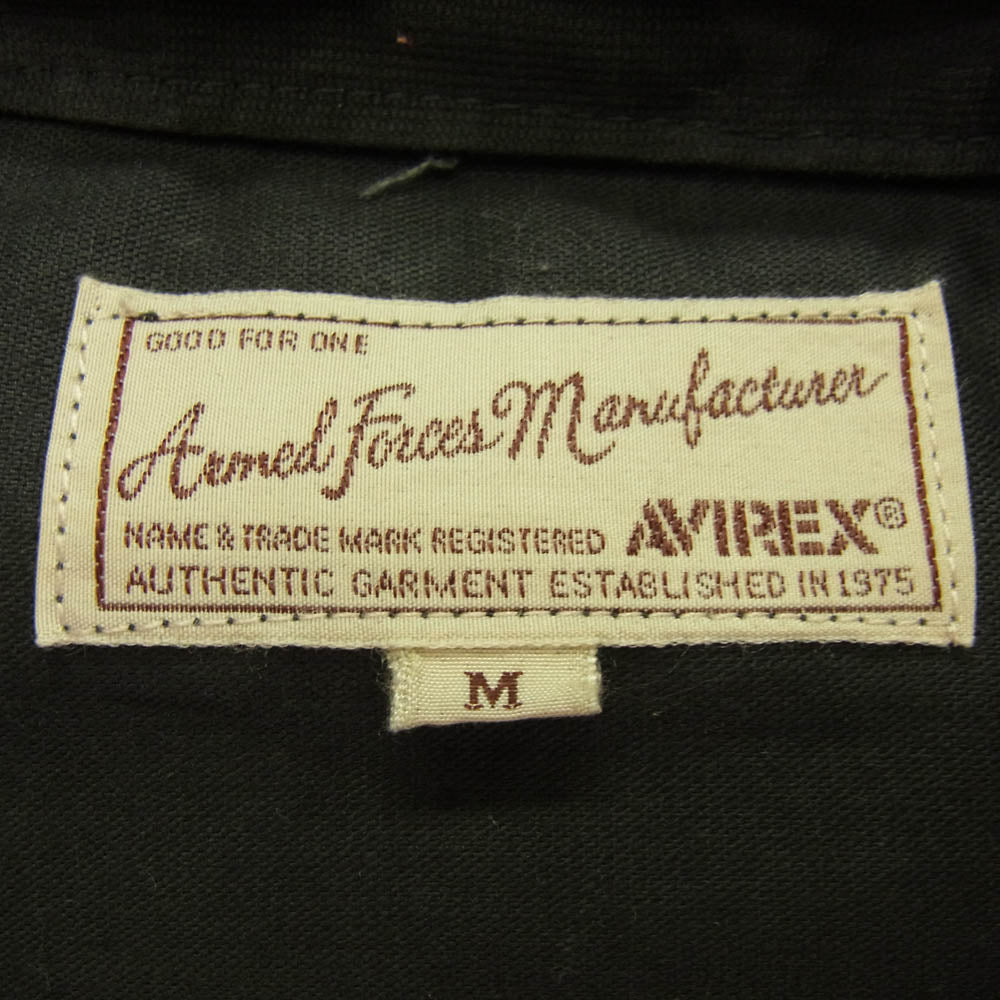 GOOD FOR ONE
Armed Forces Manufacturer
NAME & TRADE MARK REGISTERED AVIREX®
AUTHENTIC GARMENT ESTABLISHED IN 1975
M